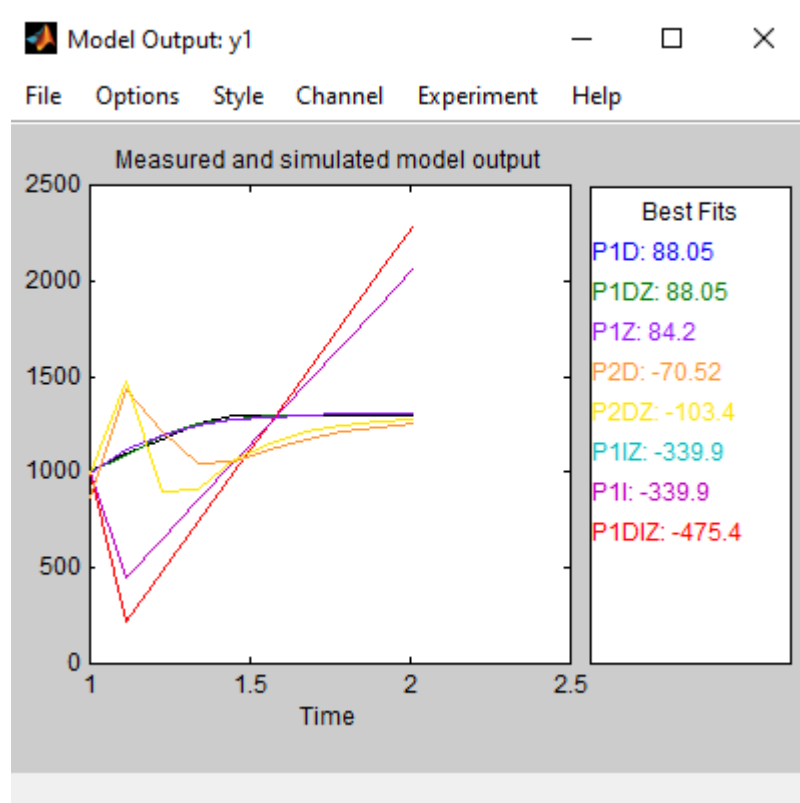 Model Output: y1
File Options Style Channel Experiment Help
Measured and simulated model output
2500
2000
1500
1000
500
0
1 1.5 2 2.5
Time
Best Fits
P1D: 88.05
P1DZ: 88.05
P1Z: 84.2
P2D: -70.52
P2DZ: -103.4
P1IZ: -339.9
P1I: -339.9
P1DIZ: -475.4